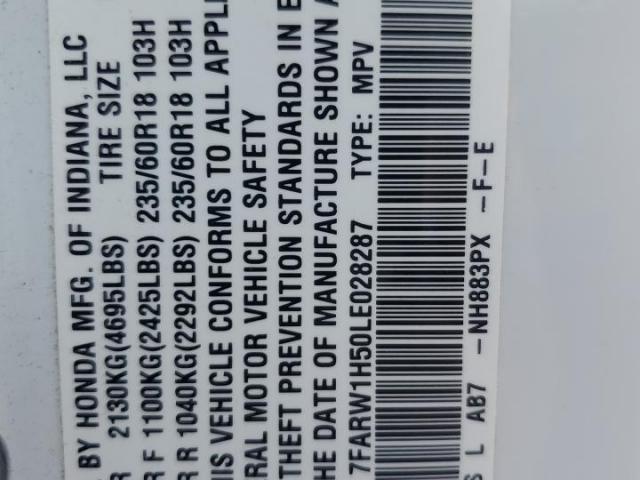 BY HONDA MFG. OF INDIANA, LLC
R 2130KG(4695LBS) TIRE SIZE
R F 1100KG(2425LBS) 235/60R18 103H
R R 1040KG(2292LBS) 235/60R18 103H
IS VEHICLE CONFORMS TO ALL APPLI
RAL MOTOR VEHICLE SAFETY
THEFT PREVENTION STANDARDS IN E
HE DATE OF MANUFACTURE SHOWN A
7FARW1H50LE028287 TYPE: MPV
S L AB7 -NH883PX -F-E